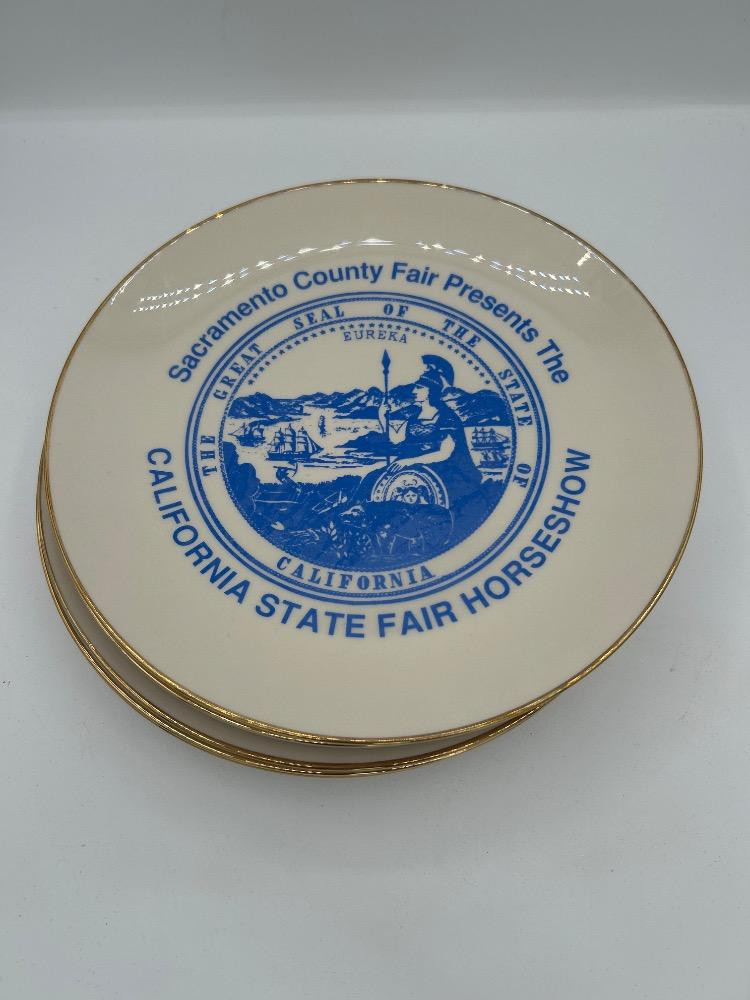 Sacramento County Fair Presents The
THE GREAT SEAL OF THE STATE OF
EUREKA
CALIFORNIA
CALIFORNIA STATE FAIR HORSESHOW